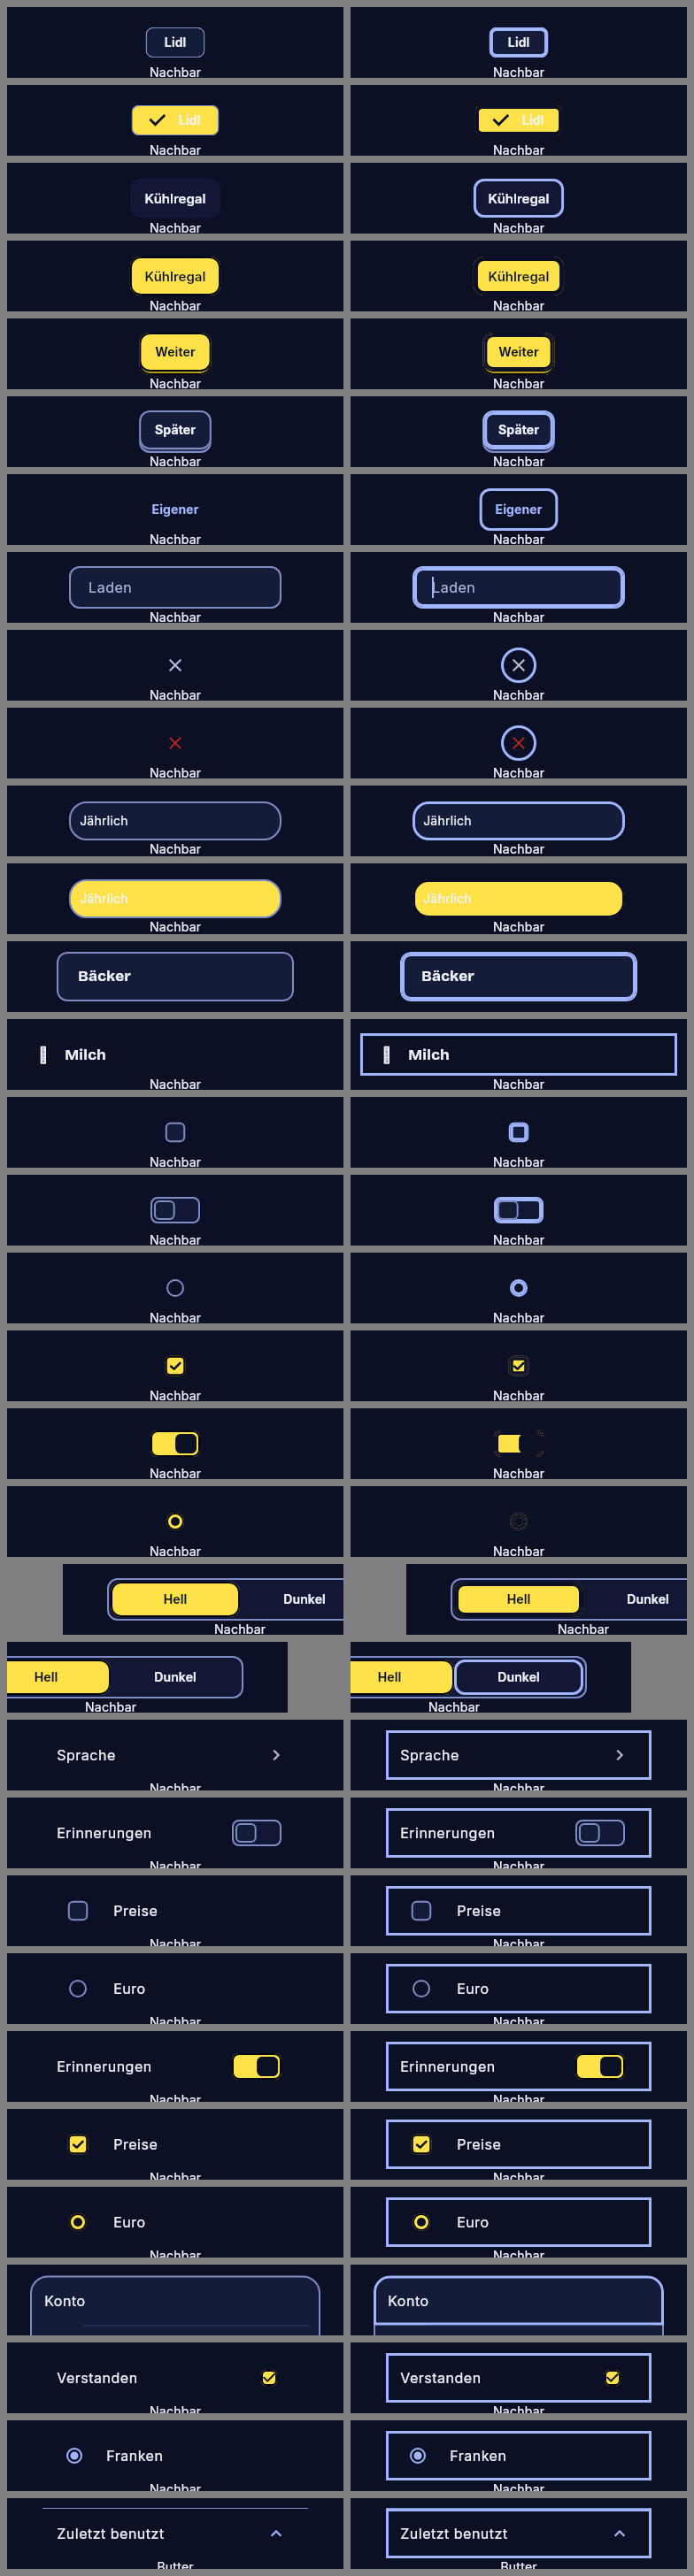 Lidl Lidl
Nachbar Nachbar
Lidl Lidl
Nachbar Nachbar
Kühlregal Kühlregal
Nachbar Nachbar
Kühlregal Kühlregal
Nachbar Nachbar
Weiter Weiter
Nachbar Nachbar
Später Später
Nachbar Nachbar
Eigener Eigener
Nachbar Nachbar
Laden Laden
Nachbar Nachbar
Nachbar Nachbar
Nachbar Nachbar
Jährlich Jährlich
Nachbar Nachbar
Jährlich Jährlich
Nachbar Nachbar
Bäcker Bäcker
Milch Milch
Nachbar Nachbar
Nachbar Nachbar
Nachbar Nachbar
Nachbar Nachbar
Nachbar Nachbar
Nachbar Nachbar
Nachbar Nachbar
Hell Dunkel Hell Dunkel
Nachbar Nachbar
Hell Dunkel Hell Dunkel
Nachbar Nachbar
Sprache Sprache
Nachbar Nachbar
Erinnerungen Erinnerungen
Nachbar Nachbar
Preise Preise
Nachbar Nachbar
Euro Euro
Nachbar Nachbar
Erinnerungen Erinnerungen
Nachbar Nachbar
Preise Preise
Nachbar Nachbar
Euro Euro
Nachbar Nachbar
Konto Konto
Verstanden Verstanden
Nachbar Nachbar
Franken Franken
Nachbar Nachbar
Zuletzt benutzt Zuletzt benutzt
Butter Butter